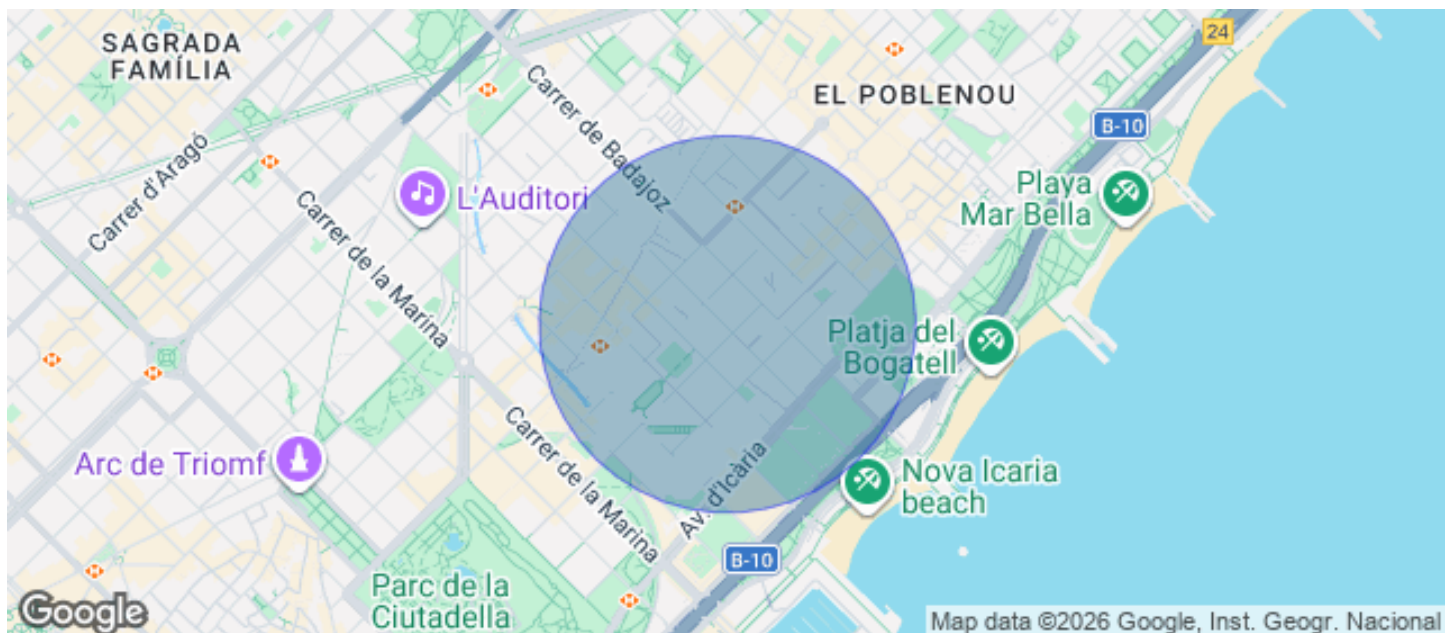 SAGRADA
FAMÍLIA
24
EL POBLENOU
B-10
Carrer de Badajoz
Carrer d'Aragó
L'Auditori
Playa
Mar Bella
Carrer de la Marina
Platja del
Bogatell
Arc de Triomf
Carrer de la Marina
Av. d'Icària
Nova Icaria
beach
B-10
Parc de la
Ciutadella
Google
Map data ©2026 Google, Inst. Geogr. Nacional